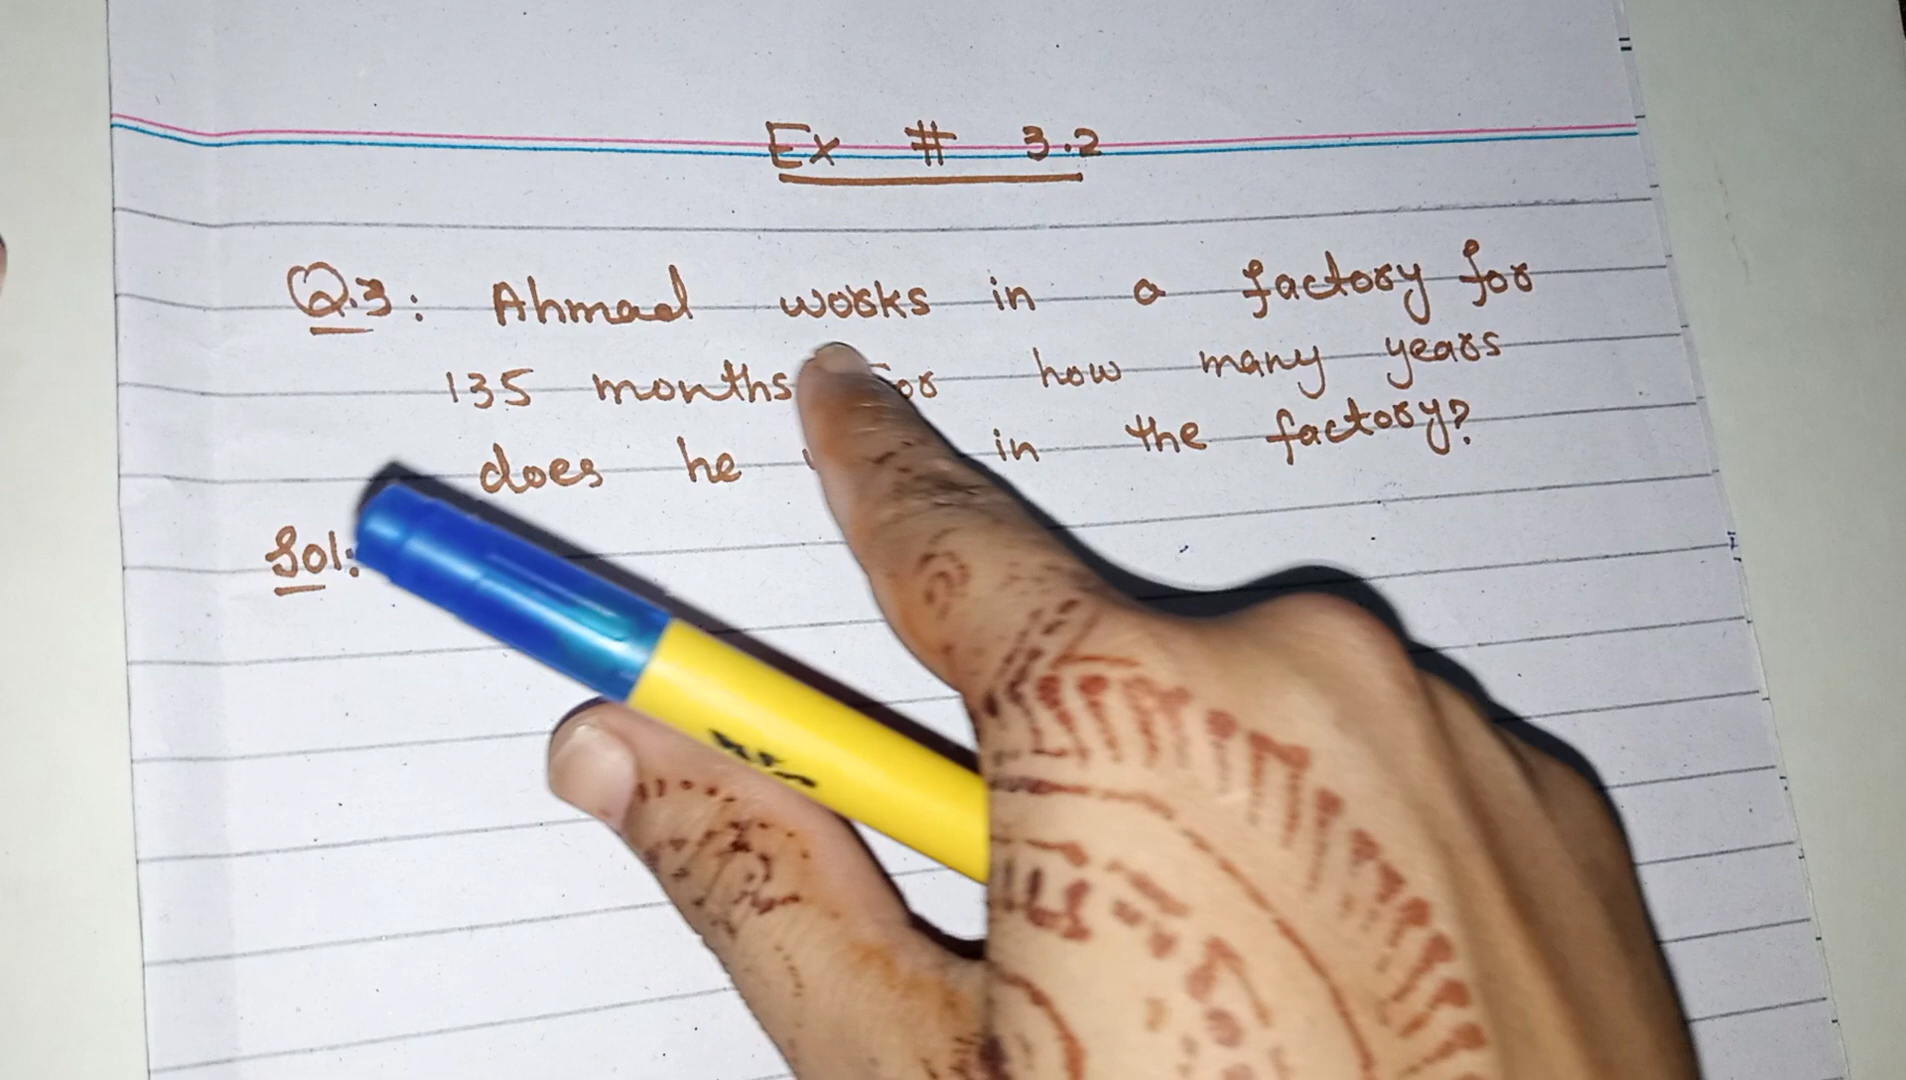 Ex # 3.2
Q.3: Ahmad works in a factory for
135 months for how many years
does he in the factory?
Sol: